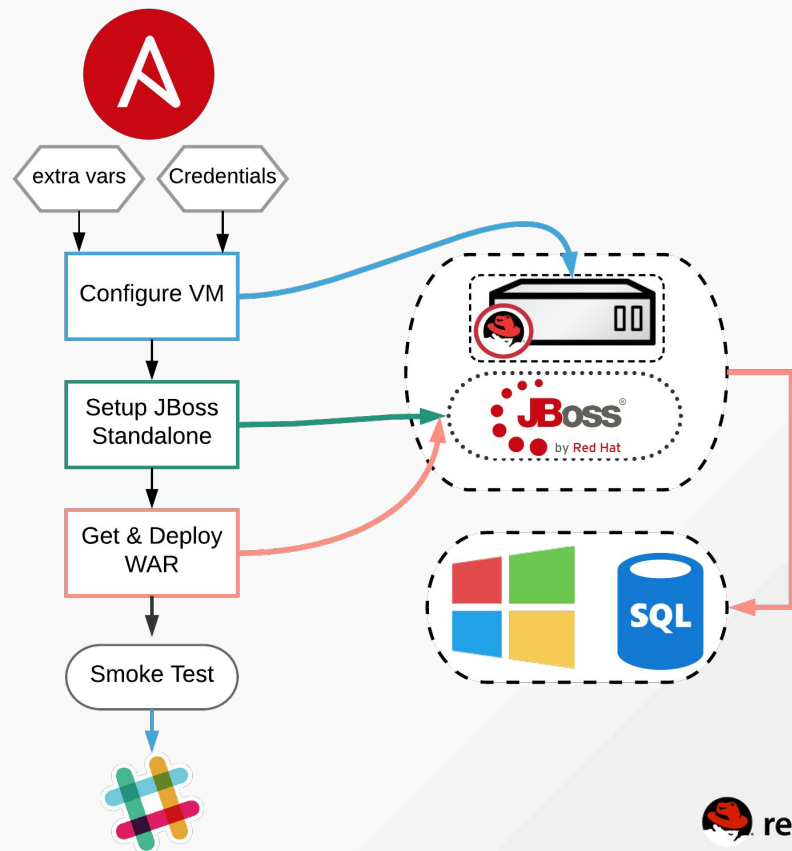 extra vars
Credentials
Configure VM
Setup JBoss
Standalone
Get & Deploy
WAR
Smoke Test
JBoss®
by Red Hat
SQL
re